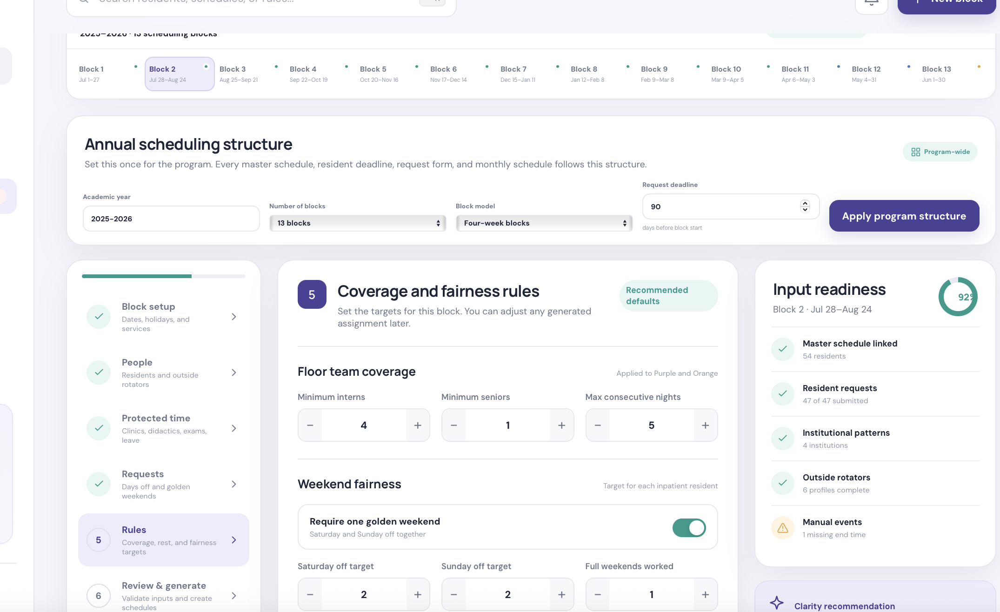 Search residents, schedules, or rules...
K
New block
2025–2026 · 13 scheduling blocks
Block 1
Jul 1–27
Block 2
Jul 28–Aug 24
Block 3
Aug 25–Sep 21
Block 4
Sep 22–Oct 19
Block 5
Oct 20–Nov 16
Block 6
Nov 17–Dec 14
Block 7
Dec 15–Jan 11
Block 8
Jan 12–Feb 8
Block 9
Feb 9–Mar 8
Block 10
Mar 9–Apr 5
Block 11
Apr 6–May 3
Block 12
May 4–31
Block 13
Jun 1–30
Annual scheduling structure
Set this once for the program. Every master schedule, resident deadline, request form, and monthly schedule follows this structure.
Program-wide
Academic year
2025-2026
Number of blocks
13 blocks
Block model
Four-week blocks
Request deadline
90
days before block start
Apply program structure
Block setup
Dates, holidays, and
services
People
Residents and outside
rotators
Protected time
Clinics, didactics, exams,
leave
Requests
Days off and golden
weekends
5
Rules
Coverage, rest, and fairness
targets
6
Review & generate
Validate inputs and create
schedules
5
Coverage and fairness rules
Set the targets for this block. You can adjust any generated
assignment later.
Recommended
defaults
Floor team coverage
Applied to Purple and Orange
Minimum interns
− 4 +
Minimum seniors
− 1 +
Max consecutive nights
− 5 +
Weekend fairness
Target for each inpatient resident
Require one golden weekend
Saturday and Sunday off together
Saturday off target
− 2 +
Sunday off target
− 2 +
Full weekends worked
− 1 +
Input readiness
Block 2 · Jul 28–Aug 24
92%
Master schedule linked
54 residents
Resident requests
47 of 47 submitted
Institutional patterns
4 institutions
Outside rotators
6 profiles complete
Manual events
1 missing end time
Clarity recommendation